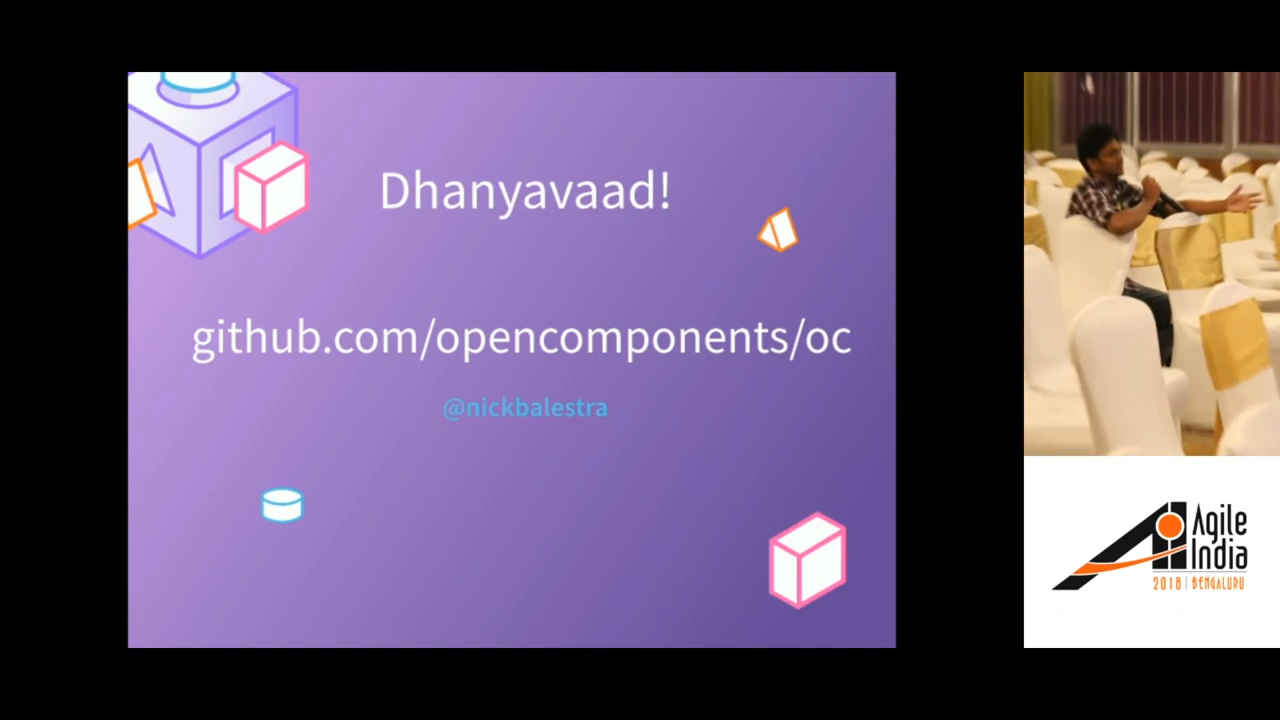 Dhanyavaad!
github.com/opencomponents/oc
@nickbalestra
Agile
India
2018 | BENGALURU